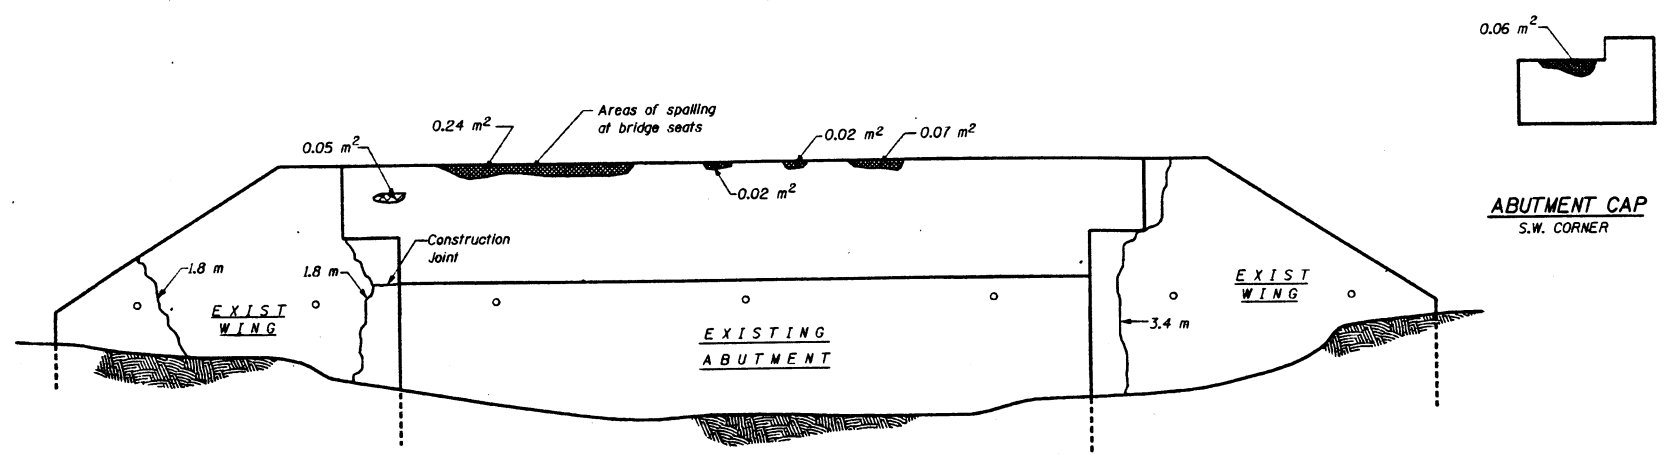 0.06 m²
Areas of spalling
at bridge seats
0.24 m²
0.02 m²
0.07 m²
0.05 m²
0.02 m²
ABUTMENT CAP
S.W. CORNER
Construction
Joint
1.8 m
1.8 m
EXIST
WING
EXIST
WING
3.4 m
EXISTING
ABUTMENT